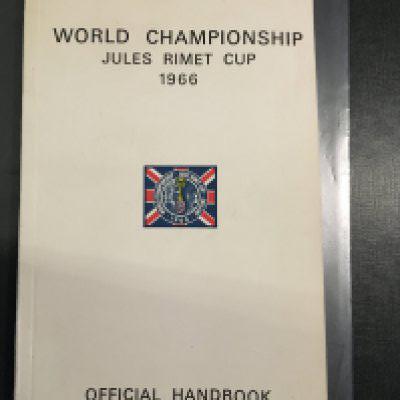 WORLD CHAMPIONSHIP
JULES RIMET CUP
1966
OFFICIAL HANDBOOK